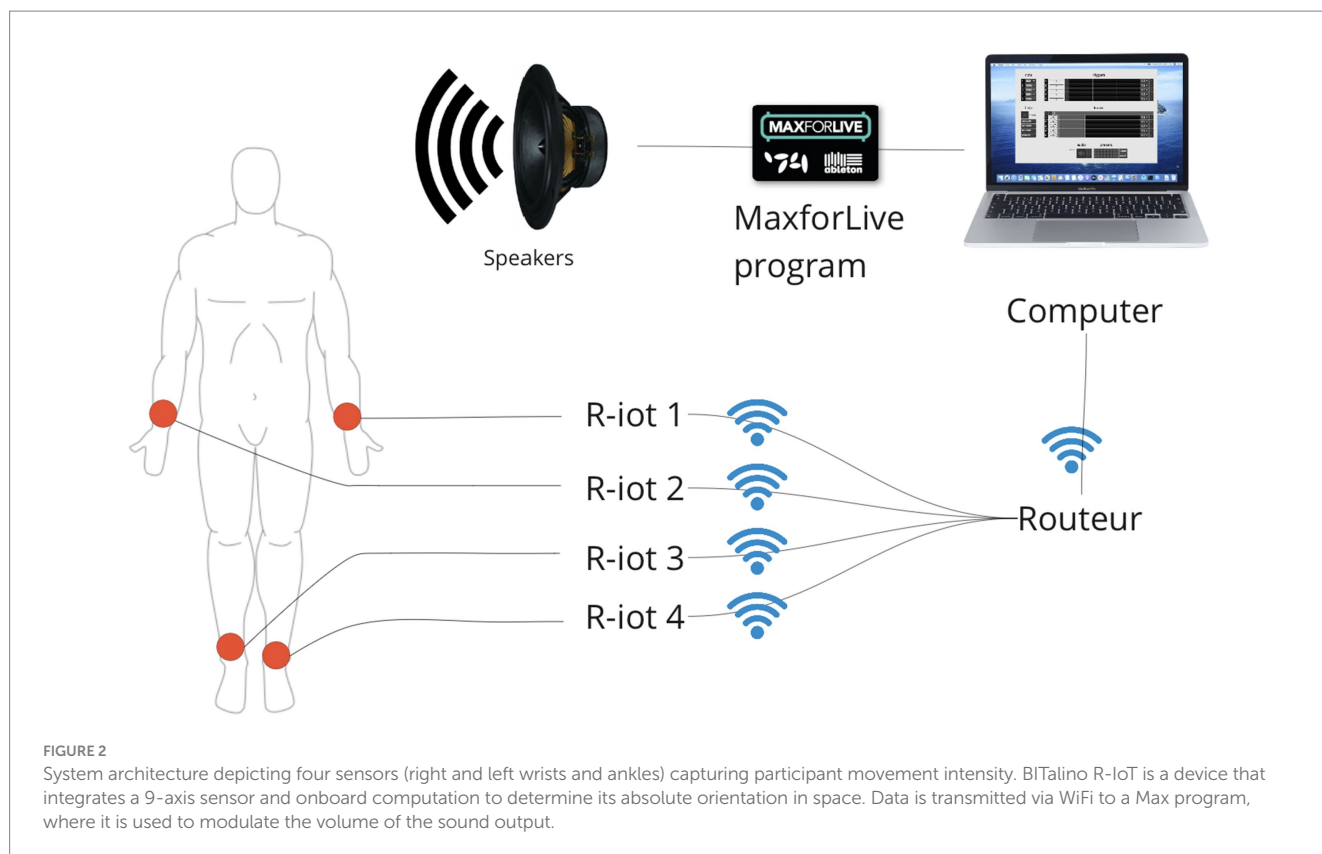 MAXFORLIVE
ableton
MaxforLive
program
Speakers
Computer
R-iot 1
R-iot 2
Routeur
R-iot 3
R-iot 4
FIGURE 2
System architecture depicting four sensors (right and left wrists and ankles) capturing participant movement intensity. BITalino R-IoT is a device that
integrates a 9-axis sensor and onboard computation to determine its absolute orientation in space. Data is transmitted via WiFi to a Max program,
where it is used to modulate the volume of the sound output.